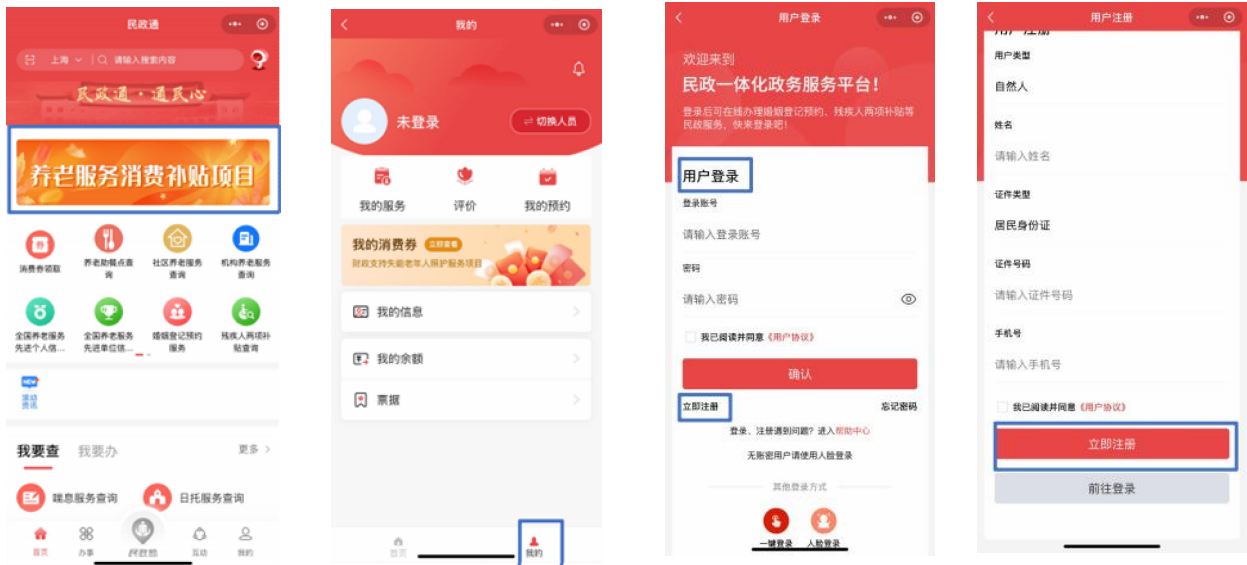 民政通
上海
请输入搜索内容
民政通·通民心
养老服务消费补贴项目
消费券领取
养老助餐点查
询
社区养老服务
查询
机构养老服务
查询
全国养老服务
先进个人信...
全国养老服务
先进单位信...
婚姻登记预约
服务
残疾人两项补
贴查询
NEW
滚动
资讯
我要查
我要办
更多
喘息服务查询
日托服务查询
首页
办事
互动
我的
我的
未登录
切换人员
我的服务
评价
我的预约
我的消费券
立即查看
财政支持失能老年人照护服务项目
我的信息
我的余额
票据
首页
我的
用户登录
欢迎来到
民政一体化政务服务平台!
登录后可在线办理婚姻登记预约、残疾人两项补贴等
民政服务，快来登录吧!
用户登录
登录账号
请输入登录账号
密码
请输入密码
我已阅读并同意《用户协议》
确认
立即注册
忘记密码
登录、注册遇到问题? 进入帮助中心
无账密用户请使用人脸登录
其他登录方式
一键登录
人脸登录
用户注册
用户注册
用户类型
自然人
姓名
请输入姓名
证件类型
居民身份证
证件号码
请输入证件号码
手机号
请输入手机号
我已阅读并同意《用户协议》
立即注册
前往登录